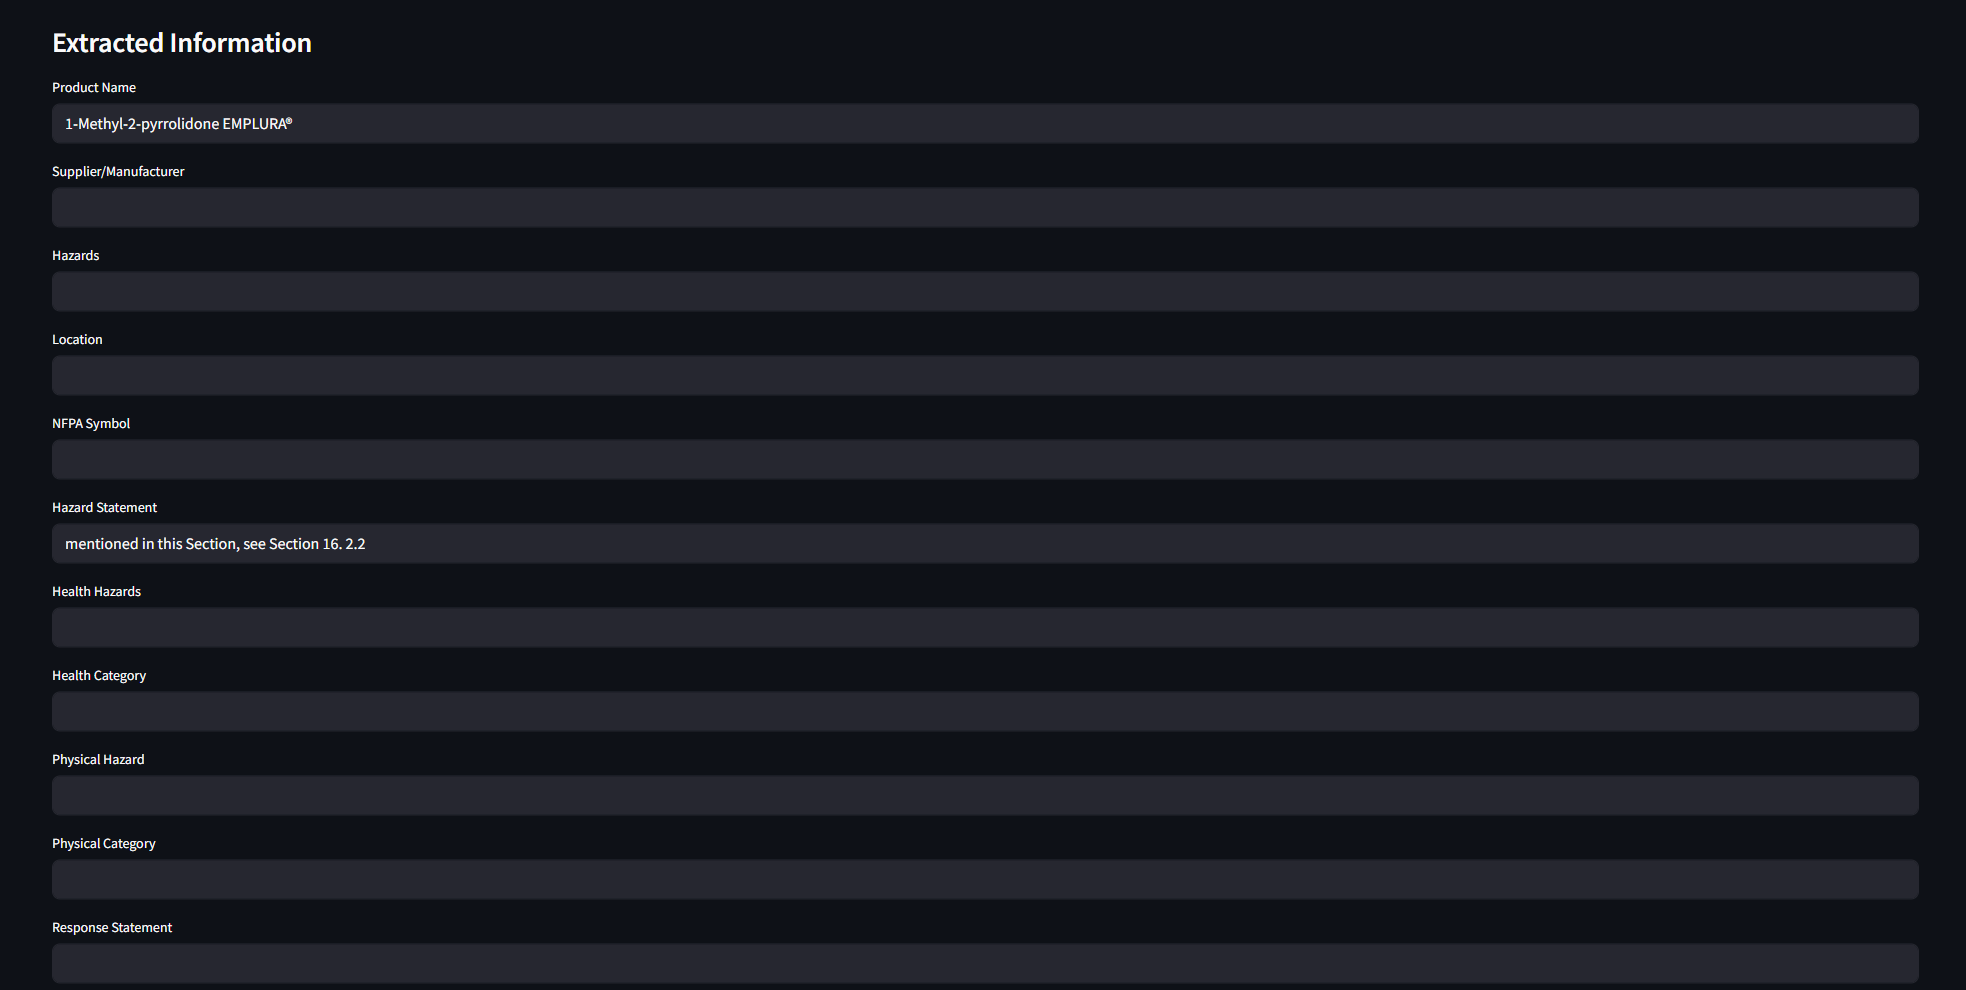 Extracted Information
Product Name
1-Methyl-2-pyrrolidone EMPLURA®
Supplier/Manufacturer
Hazards
Location
NFPA Symbol
Hazard Statement
mentioned in this Section, see Section 16. 2.2
Health Hazards
Health Category
Physical Hazard
Physical Category
Response Statement